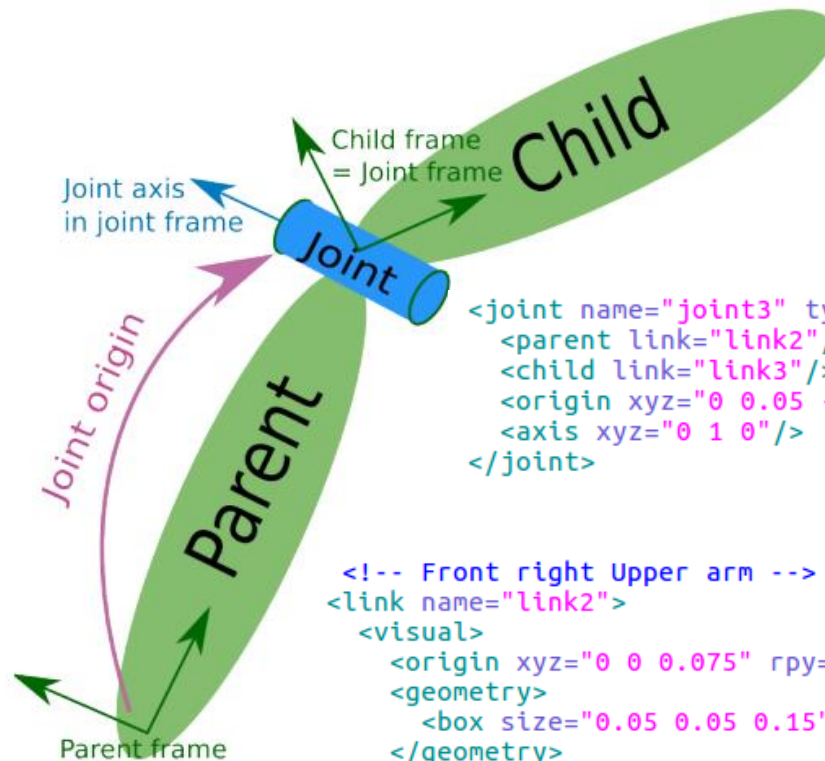 Child
Child frame
= Joint frame
Joint axis
in joint frame
Joint
Joint origin
Parent
Parent frame
<joint name="joint3" ty
<parent link="link2"/
<child link="link3"/>
<origin xyz="0 0.05 -
<axis xyz="0 1 0"/>
</joint>
<!-- Front right Upper arm -->
<link name="link2">
<visual>
<origin xyz="0 0 0.075" rpy=
<geometry>
<box size="0.05 0.05 0.15"
</geometry>